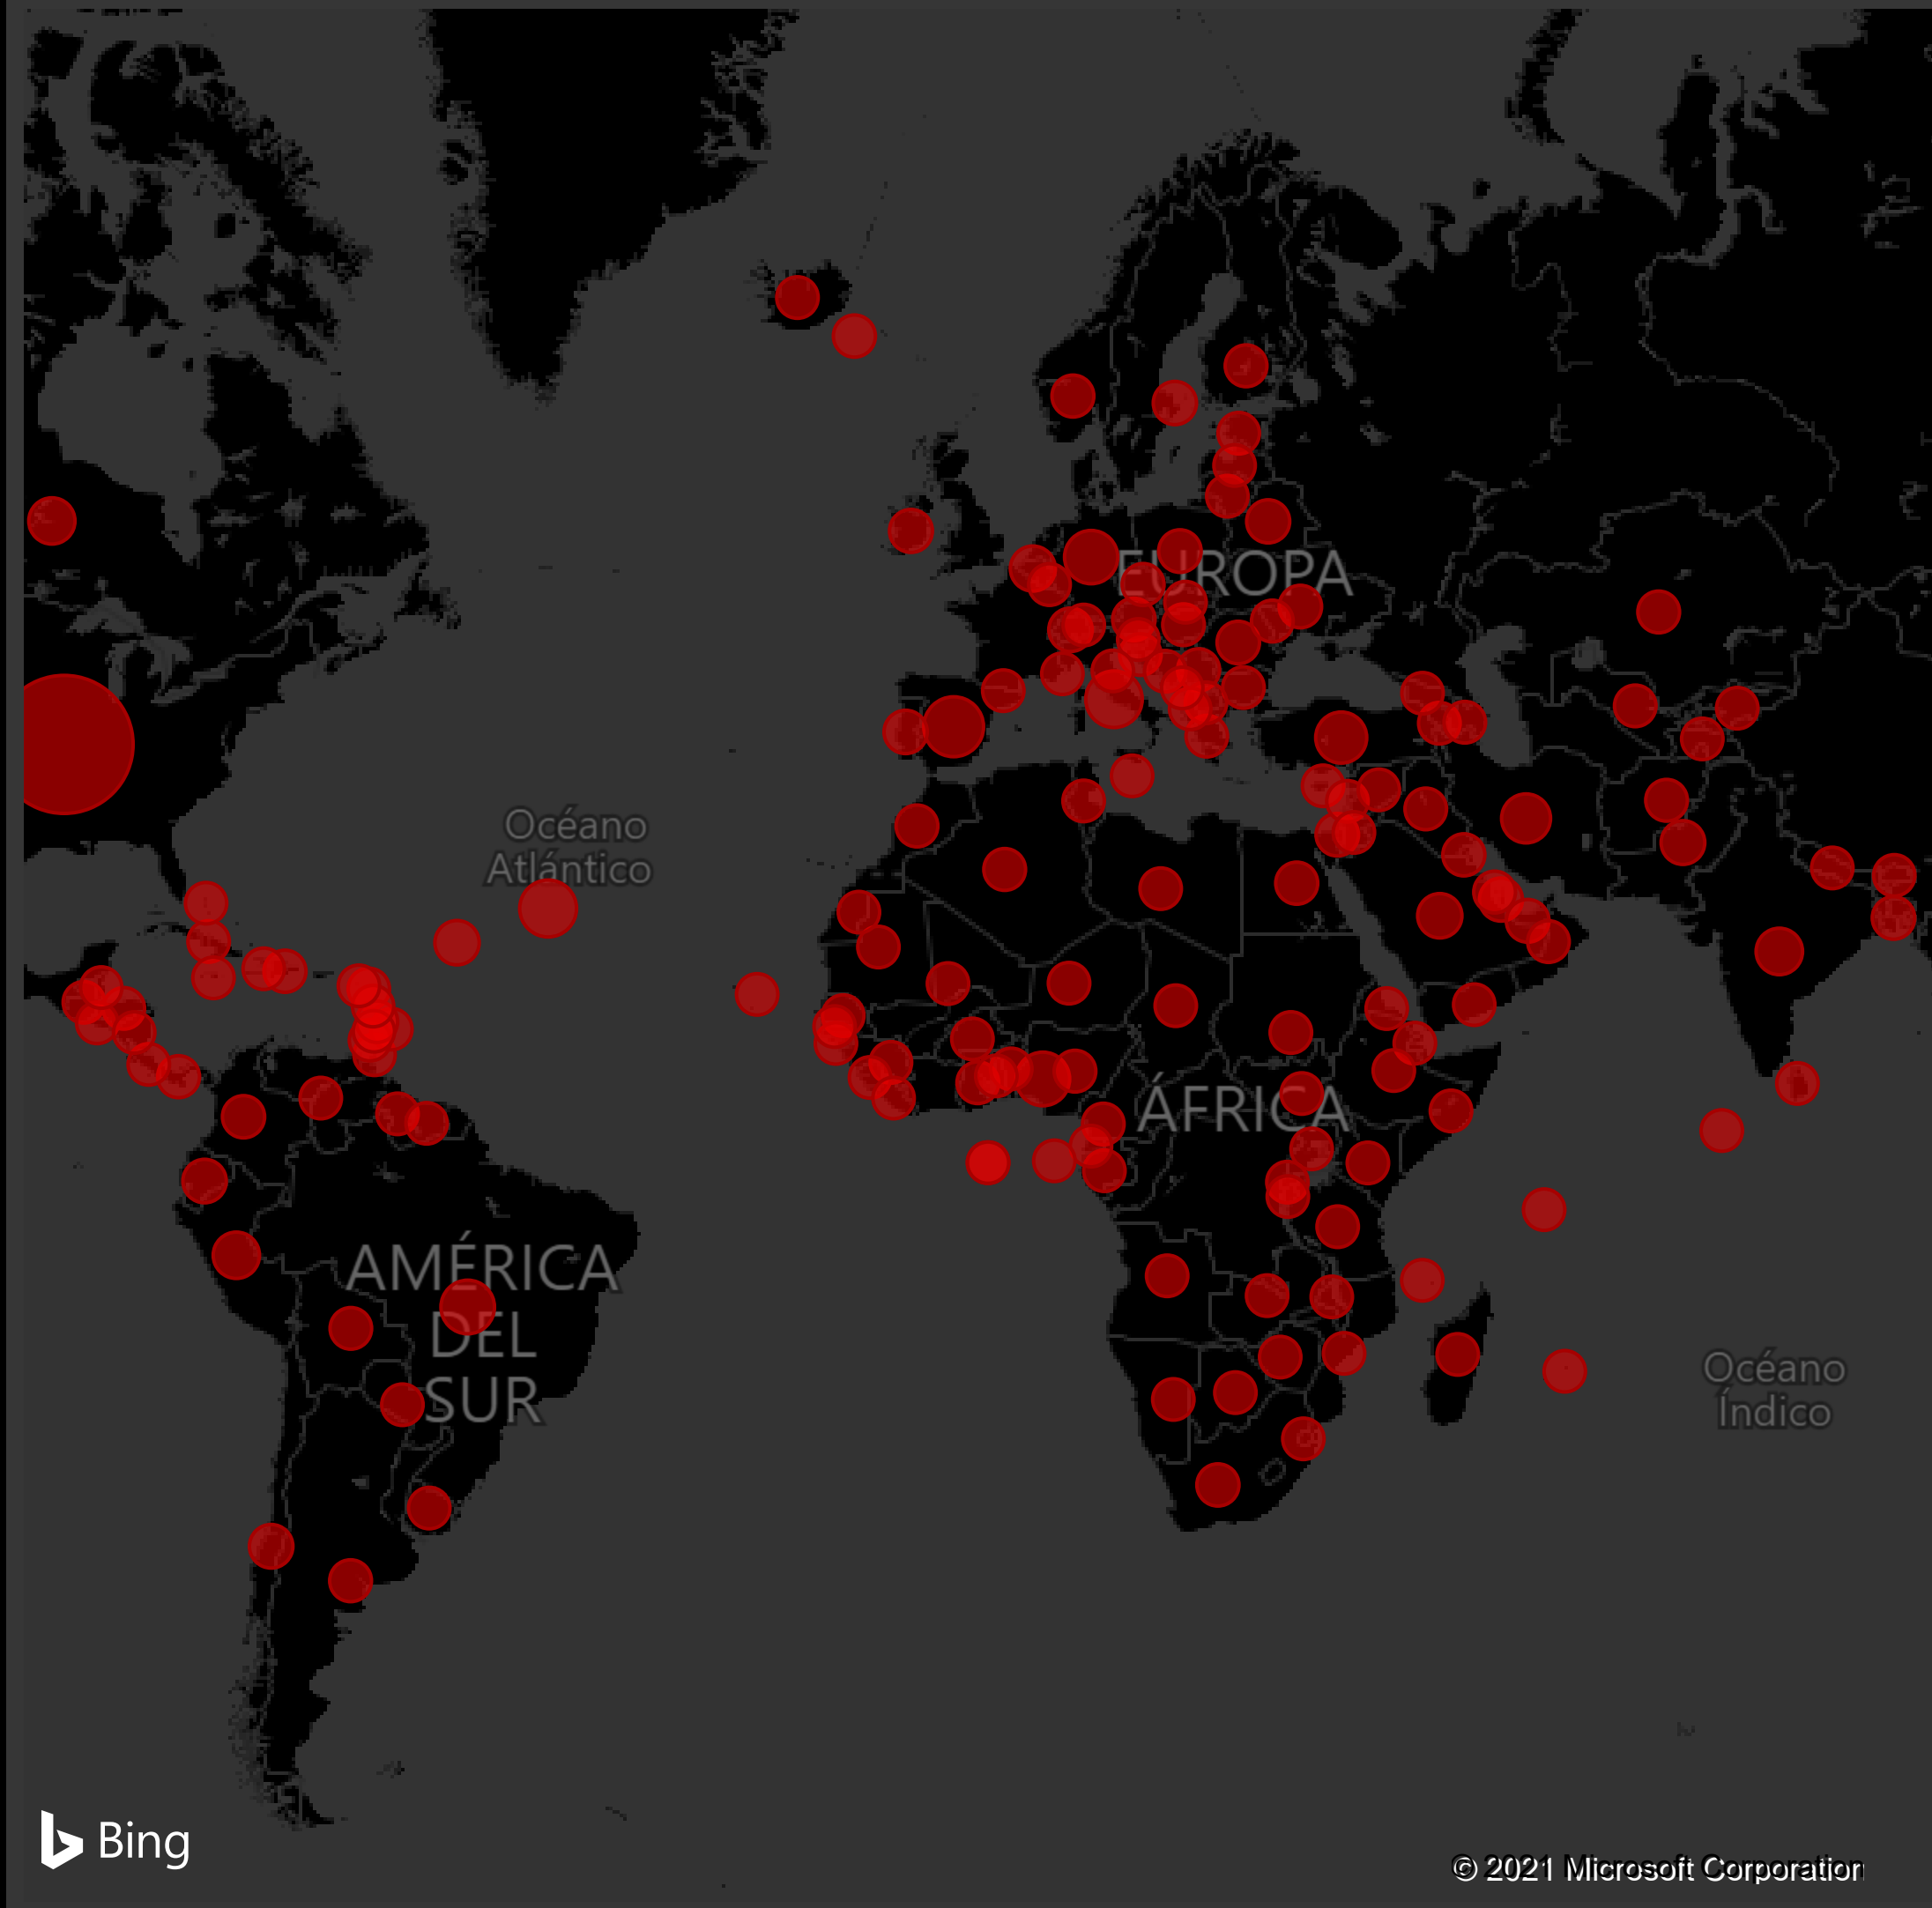 EUROPA
Océano
Atlántico
ÁFRICA
AMÉRICA
DEL
SUR
Océano
Índico
Bing
© 2021 Microsoft Corporation